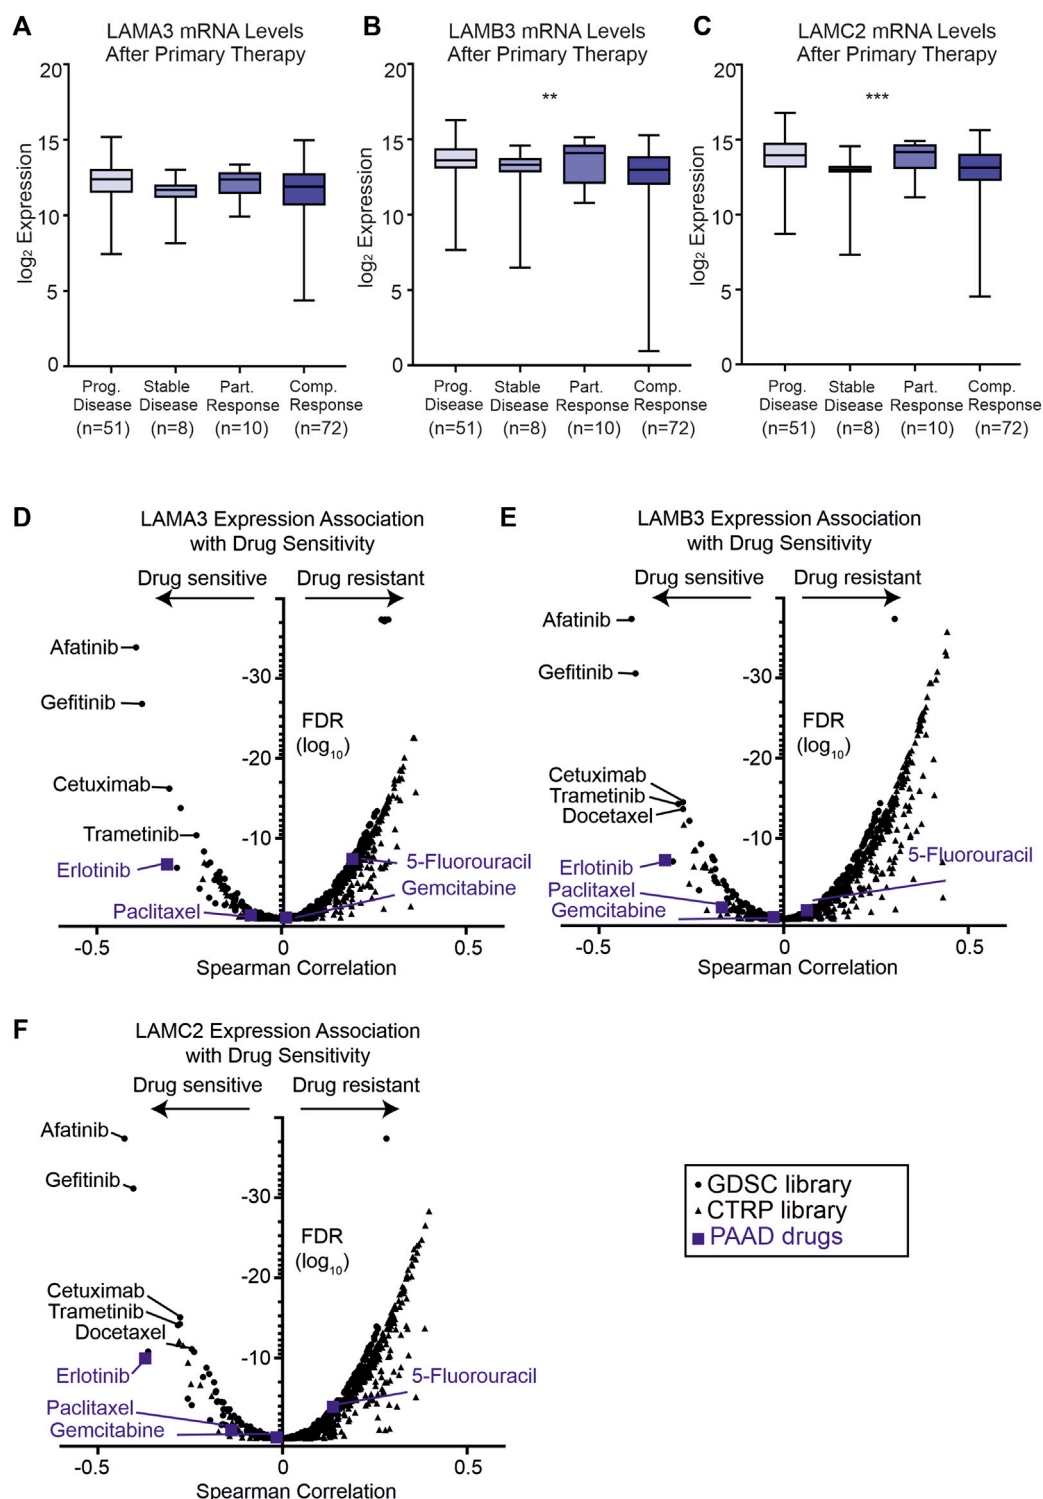 A
LAMA3 mRNA Levels
After Primary Therapy
20
15
10
5
0
log2 Expression
Prog.
Disease
(n=51)
Stable
Disease
(n=8)
Part.
Response
(n=10)
Comp.
Response
(n=72)
B
LAMB3 mRNA Levels
After Primary Therapy
**
20
15
10
5
0
log2 Expression
Prog.
Disease
(n=51)
Stable
Disease
(n=8)
Part.
Response
(n=10)
Comp.
Response
(n=72)
C
LAMC2 mRNA Levels
After Primary Therapy
***
20
15
10
5
0
log2 Expression
Prog.
Disease
(n=51)
Stable
Disease
(n=8)
Part.
Response
(n=10)
Comp.
Response
(n=72)
D
LAMA3 Expression Association
with Drug Sensitivity
Drug sensitive
Drug resistant
Afatinib
Gefitinib
Cetuximab
Trametinib
Erlotinib
Paclitaxel
-30
-20
-10
FDR
(log10)
5-Fluorouracil
Gemcitabine
-0.5
0
0.5
Spearman Correlation
E
LAMB3 Expression Association
with Drug Sensitivity
Drug sensitive
Drug resistant
Afatinib
Gefitinib
Cetuximab
Trametinib
Docetaxel
Erlotinib
Paclitaxel
Gemcitabine
-30
-20
-10
FDR
(log10)
5-Fluorouracil
-0.5
0
0.5
Spearman Correlation
F
LAMC2 Expression Association
with Drug Sensitivity
Drug sensitive
Drug resistant
Afatinib
Gefitinib
Cetuximab
Trametinib
Docetaxel
Erlotinib
Paclitaxel
Gemcitabine
-30
-20
-10
FDR
(log10)
5-Fluorouracil
-0.5
0
0.5
Spearman Correlation
GDSC library
CTRP library
PAAD drugs